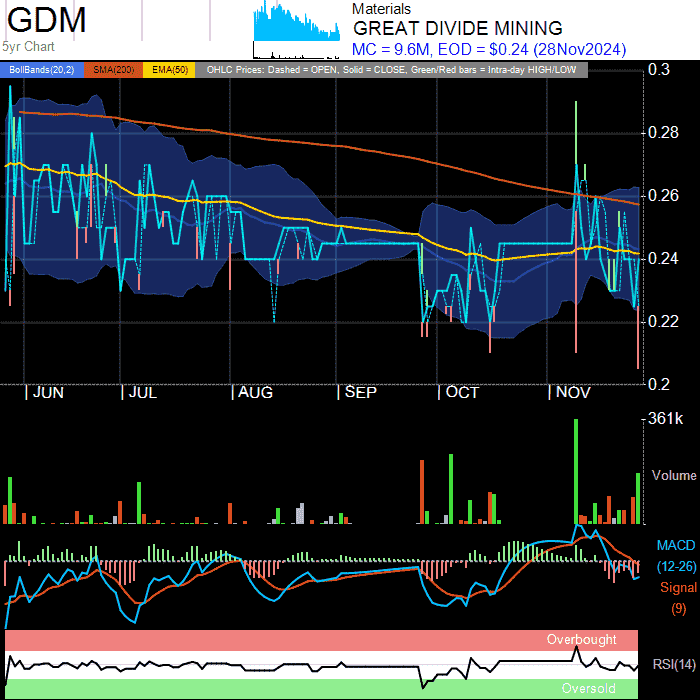 GDM
5yr Chart
Materials
GREAT DIVIDE MINING
MC = 9.6M, EOD = $0.24 (28Nov2024)
BollBands(20,2) SMA(200) EMA(50) OHLC Prices: Dashed = OPEN, Solid = CLOSE, Green/Red bars = Intra-day HIGH/LOW
0.3
0.28
0.26
0.24
0.22
0.2
JUN JUL AUG SEP OCT NOV
361k
Volume
MACD
(12-26)
Signal
(9)
Overbought
RSI(14)
Oversold